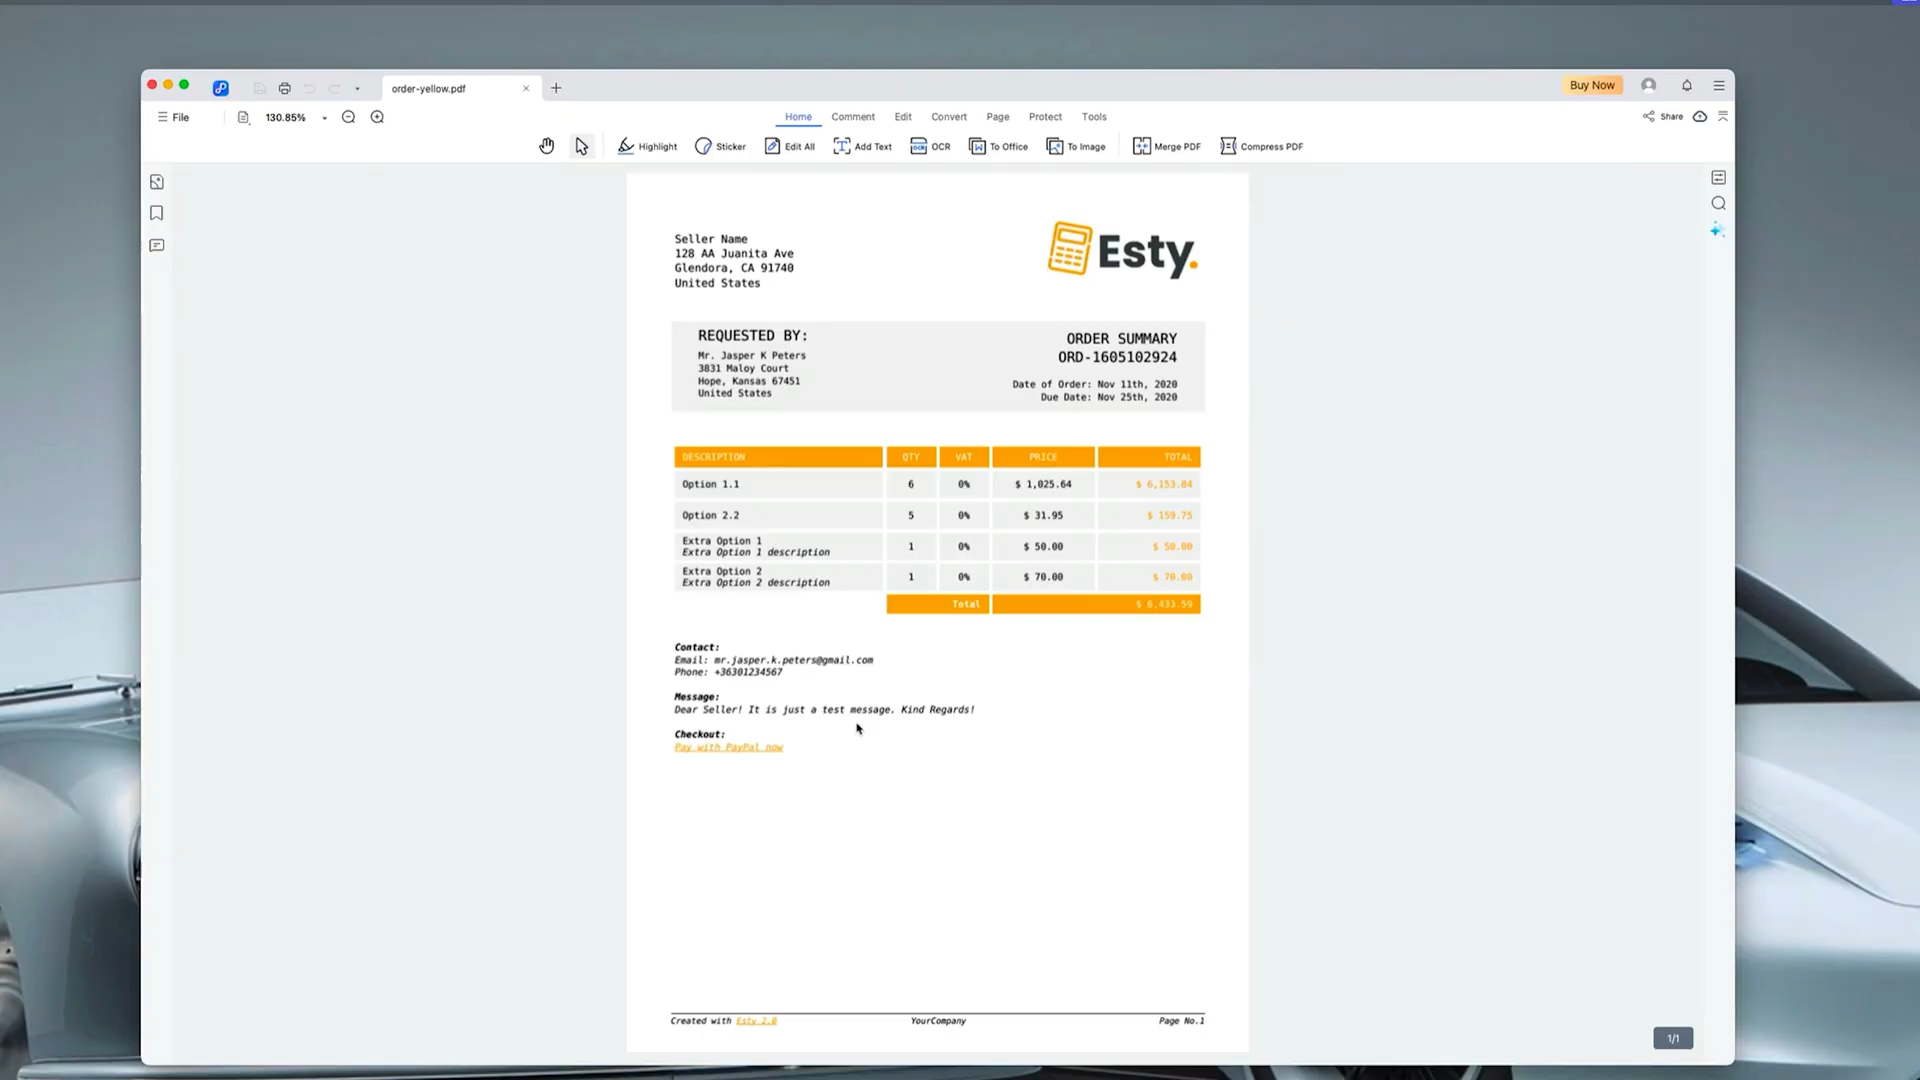 order-yellow.pdf
Buy Now
File
130.85%
Home Comment Edit Convert Page Protect Tools
Share
Highlight Sticker Edit All Add Text OCR To Office To Image Merge PDF Compress PDF
Seller Name
128 AA Juanita Ave
Glendora, CA 91740
United States
Esty.
REQUESTED BY:
Mr. Jasper K Peters
3831 Maloy Court
Hope, Kansas 67451
United States
ORDER SUMMARY
ORD-1605102924
Date of Order: Nov 11th, 2020
Due Date: Nov 25th, 2020
DESCRIPTION QTY VAT PRICE TOTAL
Option 1.1 6 0% $ 1,025.64 $ 6,153.84
Option 2.2 5 0% $ 31.95 $ 159.75
Extra Option 1
Extra Option 1 description 1 0% $ 50.00 $ 50.00
Extra Option 2
Extra Option 2 description 1 0% $ 70.00 $ 70.00
Total $ 6,433.59
Contact:
Email: mr.jasper.k.peters@gmail.com
Phone: +36301234567
Message:
Dear Seller! It is just a test message. Kind Regards!
Checkout:
Pay with PayPal now
Created with Esty 2.0 YourCompany Page No.1
1/1